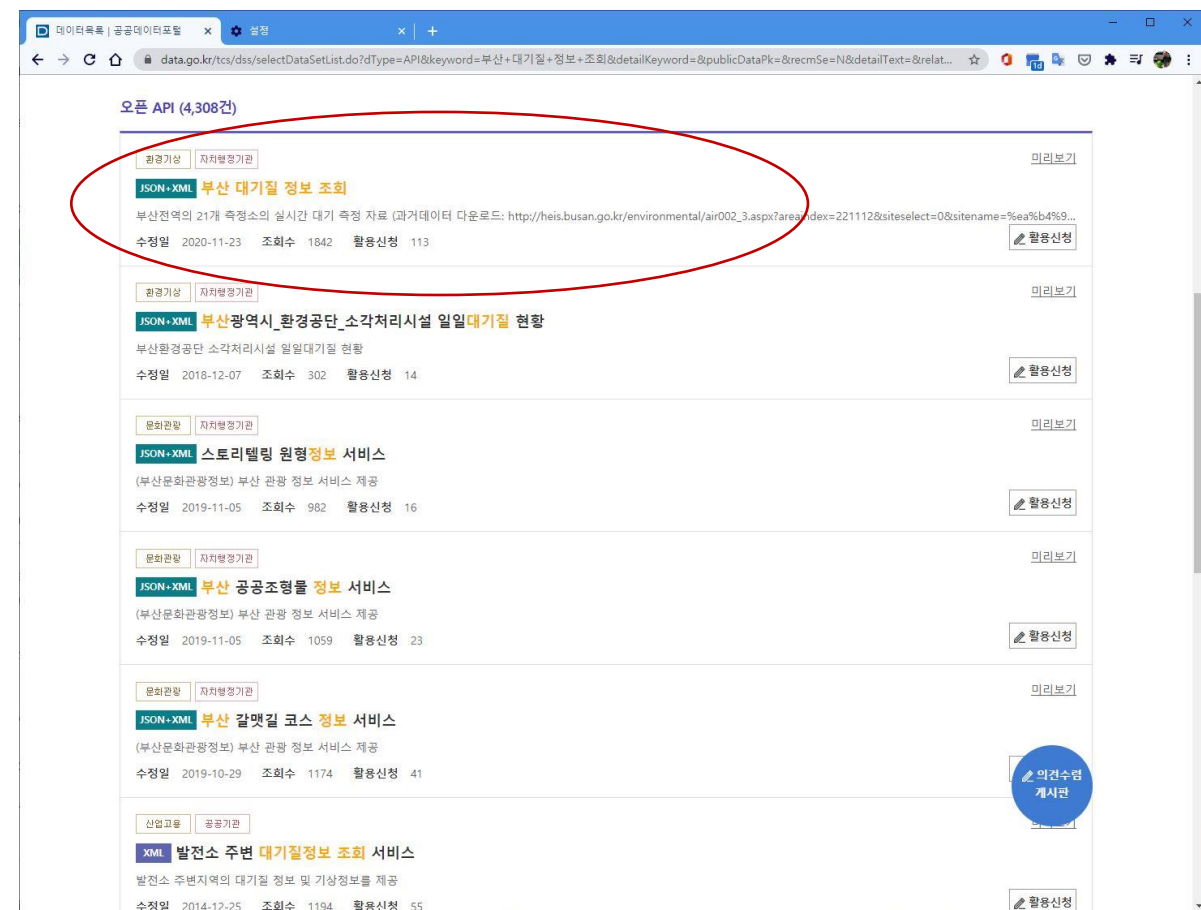 데이터목록 | 공공데이터포털
설정
data.go.kr/tcs/dss/selectDataSetList.do?dType=API&keyword=부산+대기질+정보+조회&detailKeyword=&publicDataPk=&recmSe=N&detailText=&relat...
1d
오픈 API (4,308건)
환경기상 자치행정기관 미리보기
JSON+XML 부산 대기질 정보 조회
부산전역의 21개 측정소의 실시간 대기 측정 자료 (과거데이터 다운로드: http://heis.busan.go.kr/environmental/air002_3.aspx?areaindex=221112&siteselect=0&sitename=%ea%b4%9...
수정일 2020-11-23 조회수 1842 활용신청 113 활용신청
환경기상 자치행정기관 미리보기
JSON+XML 부산광역시_환경공단_소각처리시설 일일대기질 현황
부산환경공단 소각처리시설 일일대기질 현황
수정일 2018-12-07 조회수 302 활용신청 14 활용신청
문화관광 자치행정기관 미리보기
JSON+XML 스토리텔링 원형정보 서비스
(부산문화관광정보) 부산 관광 정보 서비스 제공
수정일 2019-11-05 조회수 982 활용신청 16 활용신청
문화관광 자치행정기관 미리보기
JSON+XML 부산 공공조형물 정보 서비스
(부산문화관광정보) 부산 관광 정보 서비스 제공
수정일 2019-11-05 조회수 1059 활용신청 23 활용신청
문화관광 자치행정기관 미리보기
JSON+XML 부산 갈맷길 코스 정보 서비스
(부산문화관광정보) 부산 관광 정보 서비스 제공
수정일 2019-10-29 조회수 1174 활용신청 41
의견수렴
게시판
산업고용 공공기관
XML 발전소 주변 대기질정보 조회 서비스
발전소 주변지역의 대기질 정보 및 기상정보를 제공
수정일 2014-12-25 조회수 1194 활용신청 55 활용신청